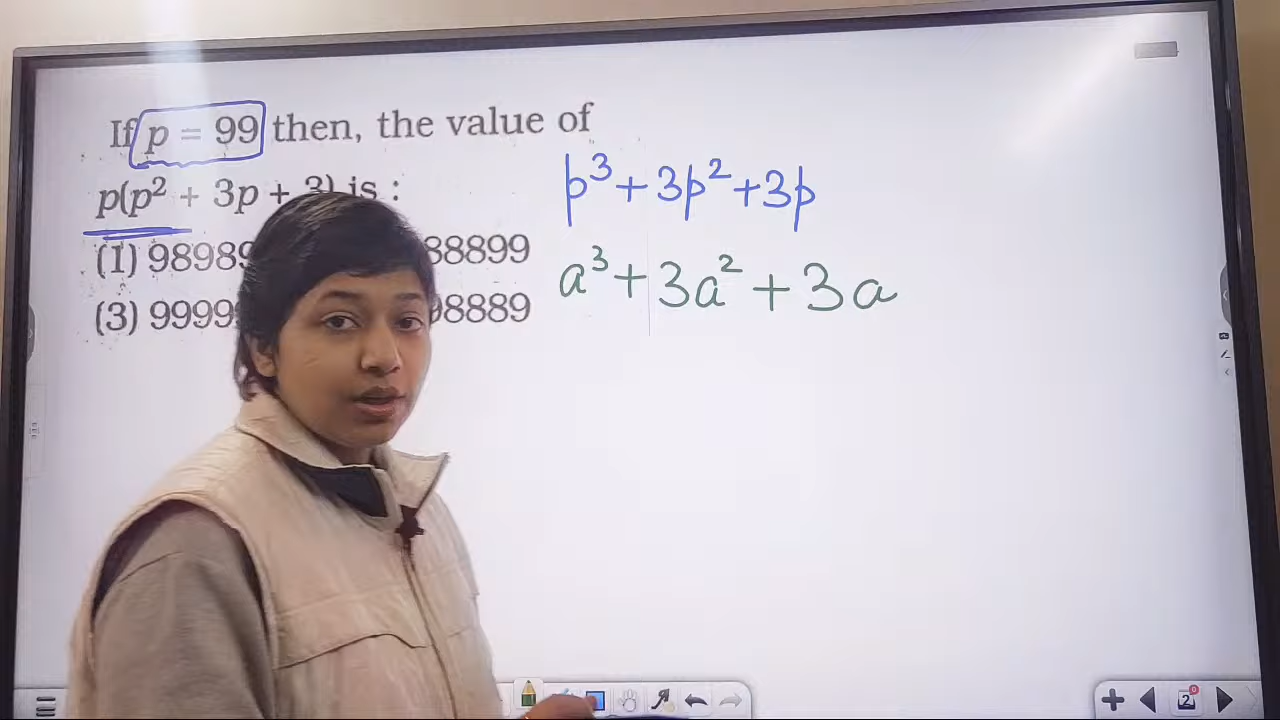 If p = 99 then, the value of
p(p² + 3p + 3) is :
(1) 98989
88899
(3) 9999
98889
p³ + 3p² + 3p
a³ + 3a² + 3a
2